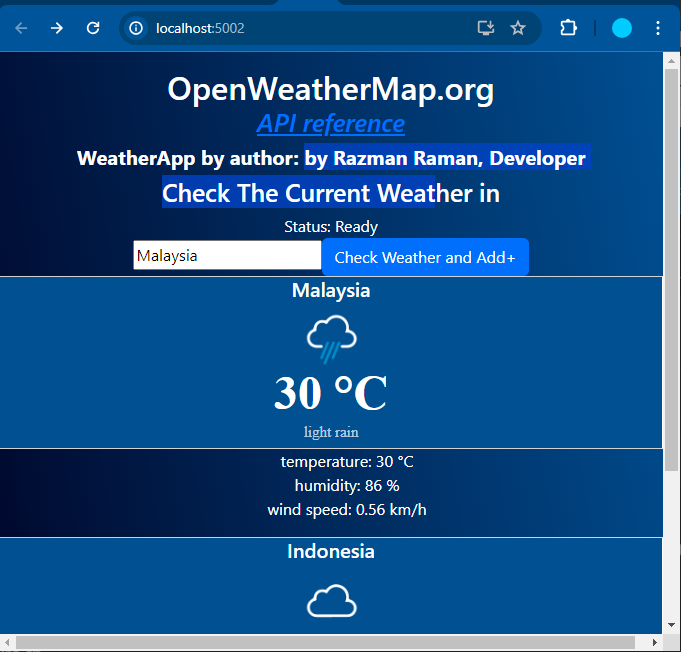 localhost:5002
OpenWeatherMap.org
API reference
WeatherApp by author: by Razman Raman, Developer
Check The Current Weather in
Status: Ready
Malaysia Check Weather and Add+
Malaysia
30 °C
light rain
temperature: 30 °C
humidity: 86 %
wind speed: 0.56 km/h
Indonesia